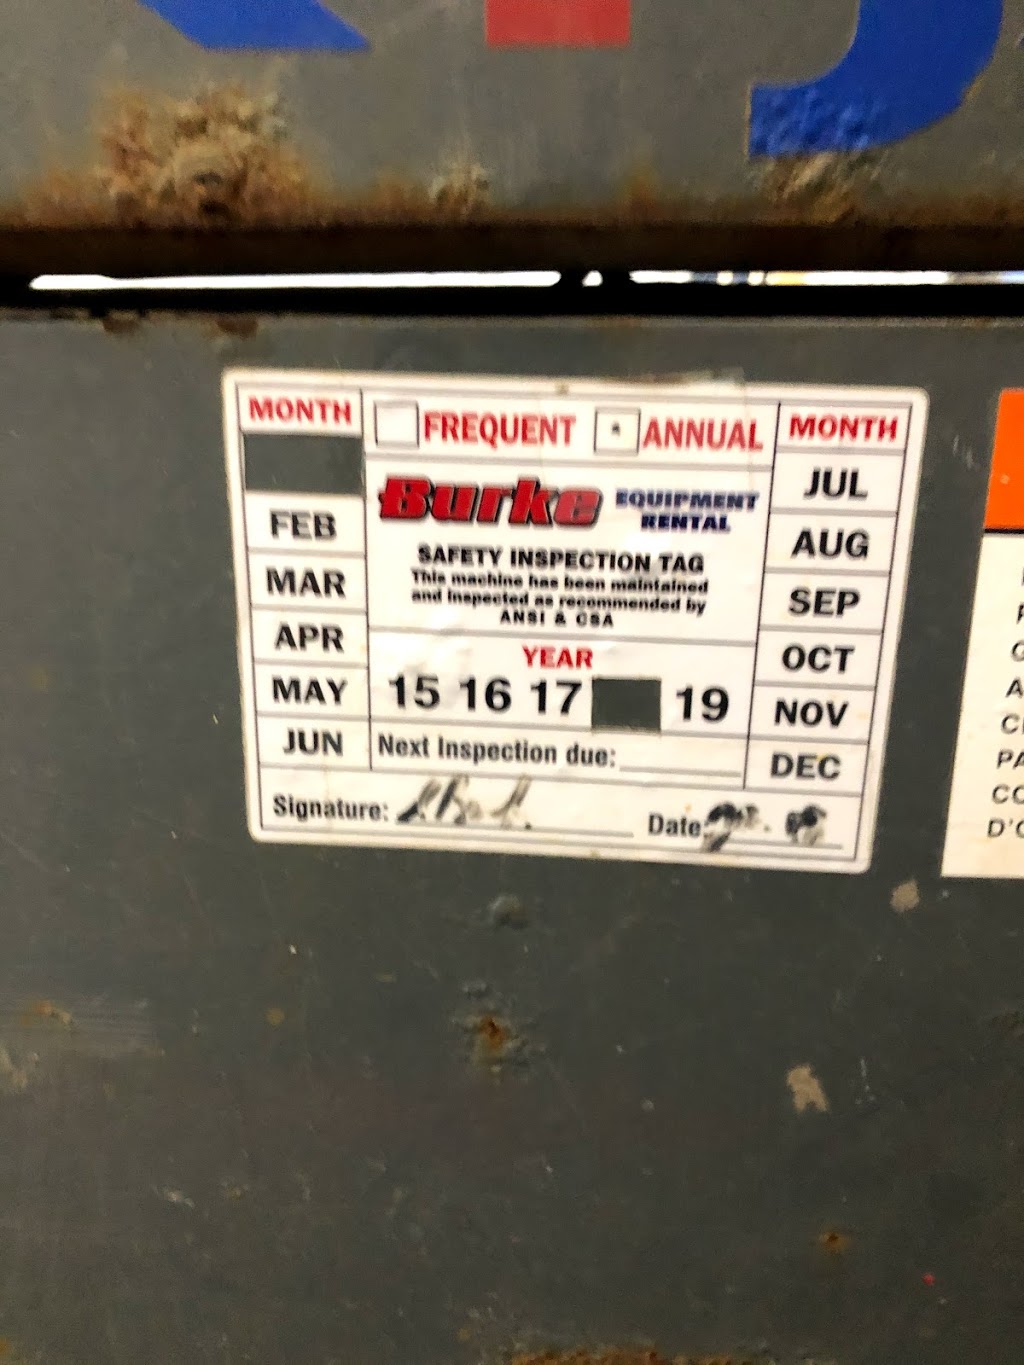 MONTH
FEB
MAR
APR
MAY
JUN
FREQUENT ANNUAL
Burke EQUIPMENT RENTAL
SAFETY INSPECTION TAG
This machine has been maintained
and inspected as recommended by
ANSI & CSA
YEAR
15 16 17 19
Next Inspection due:
MONTH
JUL
AUG
SEP
OCT
NOV
DEC
Signature:
Date:
PA
CO
D'